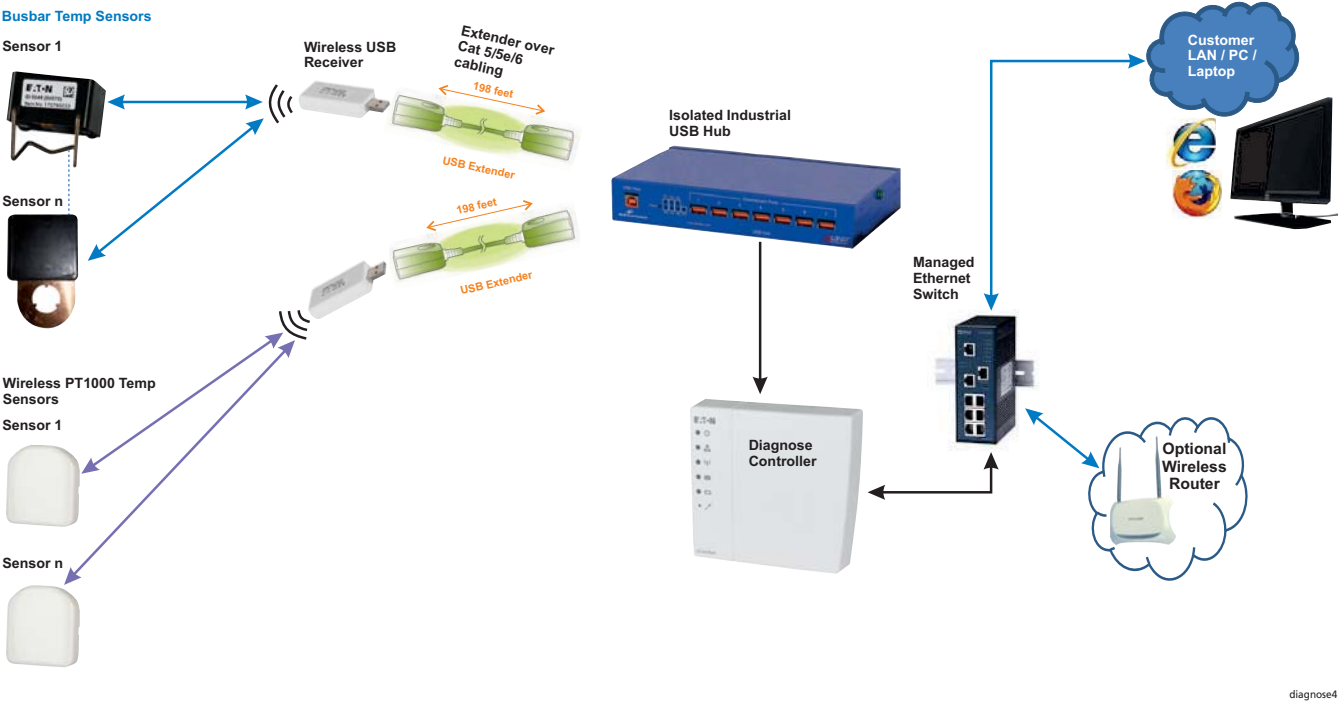 Busbar Temp Sensors
Sensor 1
E·T·N
Sensor n
Wireless USB
Receiver
Extender over
Cat 5/5e/6
cabling
198 feet
USB Extender
198 feet
USB Extender
Wireless PT1000 Temp
Sensors
Sensor 1
Sensor n
Isolated Industrial
USB Hub
E·T·N
Diagnose
Controller
Managed
Ethernet
Switch
Customer
LAN / PC /
Laptop
Optional
Wireless
Router
diagnose4